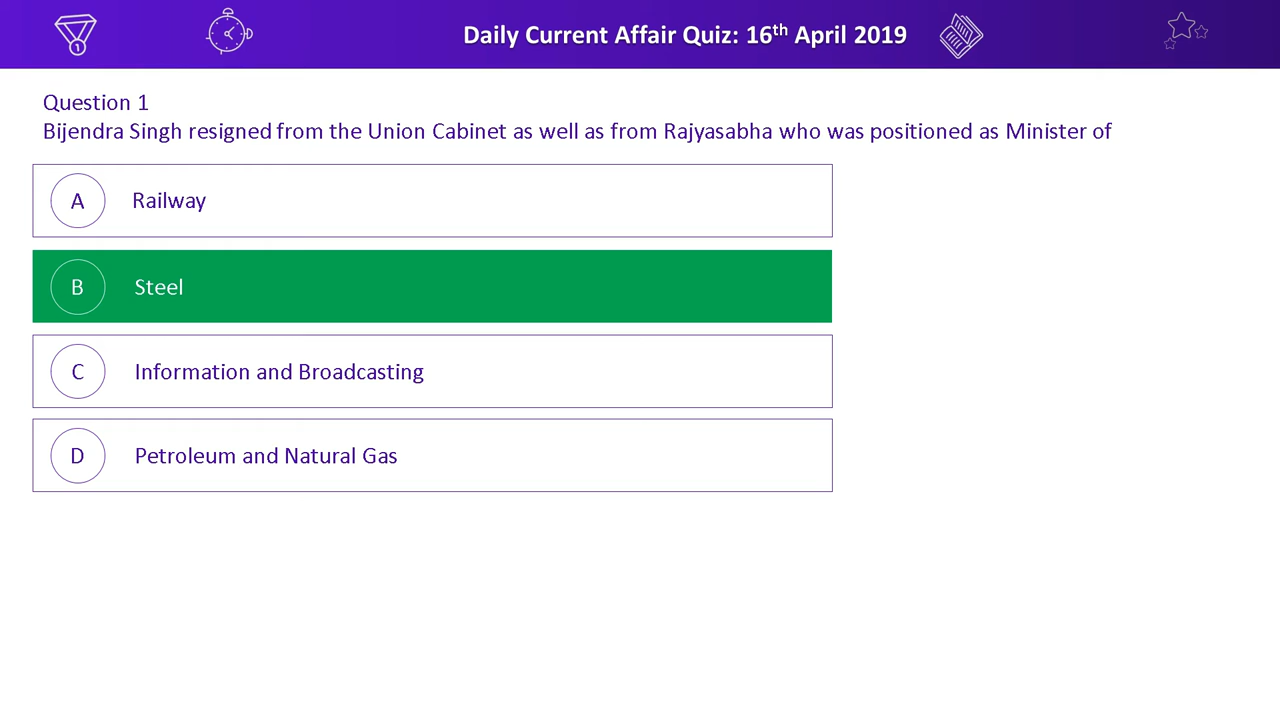 Daily Current Affair Quiz: 16th April 2019
Question 1
Bijendra Singh resigned from the Union Cabinet as well as from Rajyasabha who was positioned as Minister of
A Railway
B Steel
C Information and Broadcasting
D Petroleum and Natural Gas
1